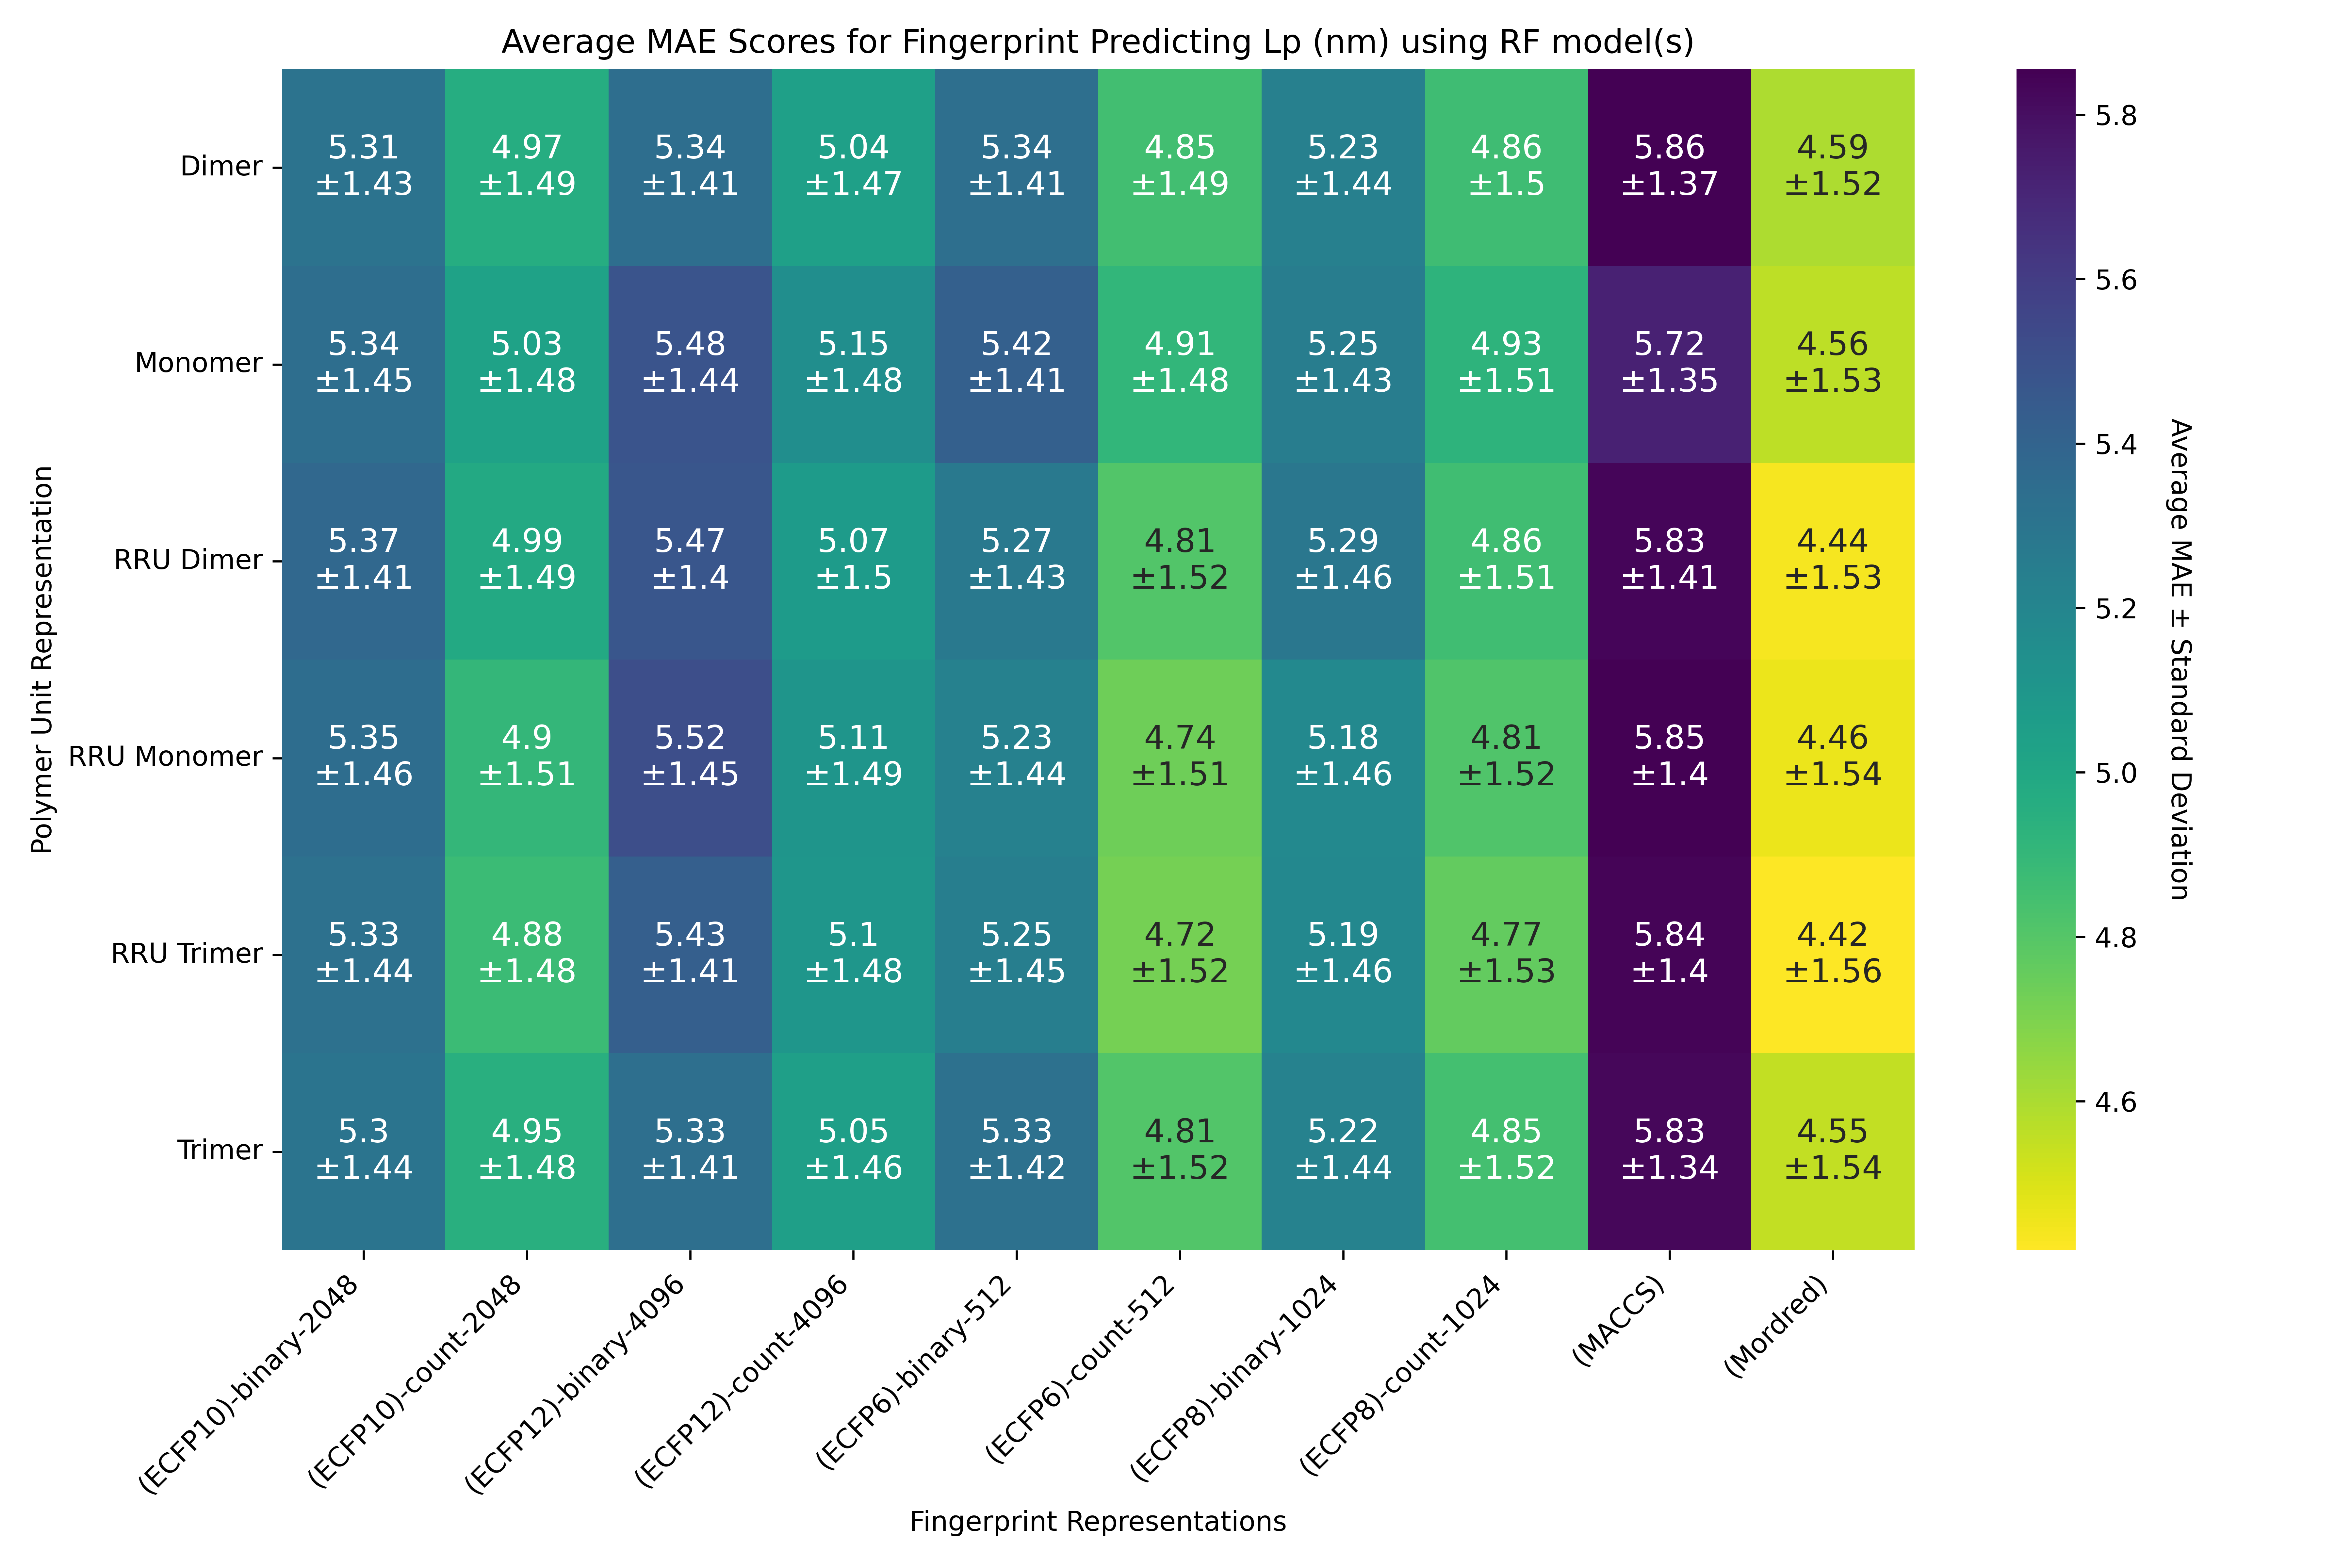 Average MAE Scores for Fingerprint Predicting Lp (nm) using RF model(s)
Polymer Unit Representation
Dimer
5.31 4.97 5.34 5.04 5.34 4.85 5.23 4.86 5.86 4.59
±1.43 ±1.49 ±1.41 ±1.47 ±1.41 ±1.49 ±1.44 ±1.5 ±1.37 ±1.52
Monomer
5.34 5.03 5.48 5.15 5.42 4.91 5.25 4.93 5.72 4.56
±1.45 ±1.48 ±1.44 ±1.48 ±1.41 ±1.48 ±1.43 ±1.51 ±1.35 ±1.53
RRU Dimer
5.37 4.99 5.47 5.07 5.27 4.81 5.29 4.86 5.83 4.44
±1.41 ±1.49 ±1.4 ±1.5 ±1.43 ±1.52 ±1.46 ±1.51 ±1.41 ±1.53
RRU Monomer
5.35 4.9 5.52 5.11 5.23 4.74 5.18 4.81 5.85 4.46
±1.46 ±1.51 ±1.45 ±1.49 ±1.44 ±1.51 ±1.46 ±1.52 ±1.4 ±1.54
RRU Trimer
5.33 4.88 5.43 5.1 5.25 4.72 5.19 4.77 5.84 4.42
±1.44 ±1.48 ±1.41 ±1.48 ±1.45 ±1.52 ±1.46 ±1.53 ±1.4 ±1.56
Trimer
5.3 4.95 5.33 5.05 5.33 4.81 5.22 4.85 5.83 4.55
±1.44 ±1.48 ±1.41 ±1.46 ±1.42 ±1.52 ±1.44 ±1.52 ±1.34 ±1.54
(ECFP10)-binary-2048
(ECFP10)-count-2048
(ECFP12)-binary-4096
(ECFP12)-count-4096
(ECFP6)-binary-512
(ECFP6)-count-512
(ECFP8)-binary-1024
(ECFP8)-count-1024
(MACCS)
(Mordred)
Fingerprint Representations
5.8
5.6
5.4
5.2
5.0
4.8
4.6
Average MAE ± Standard Deviation